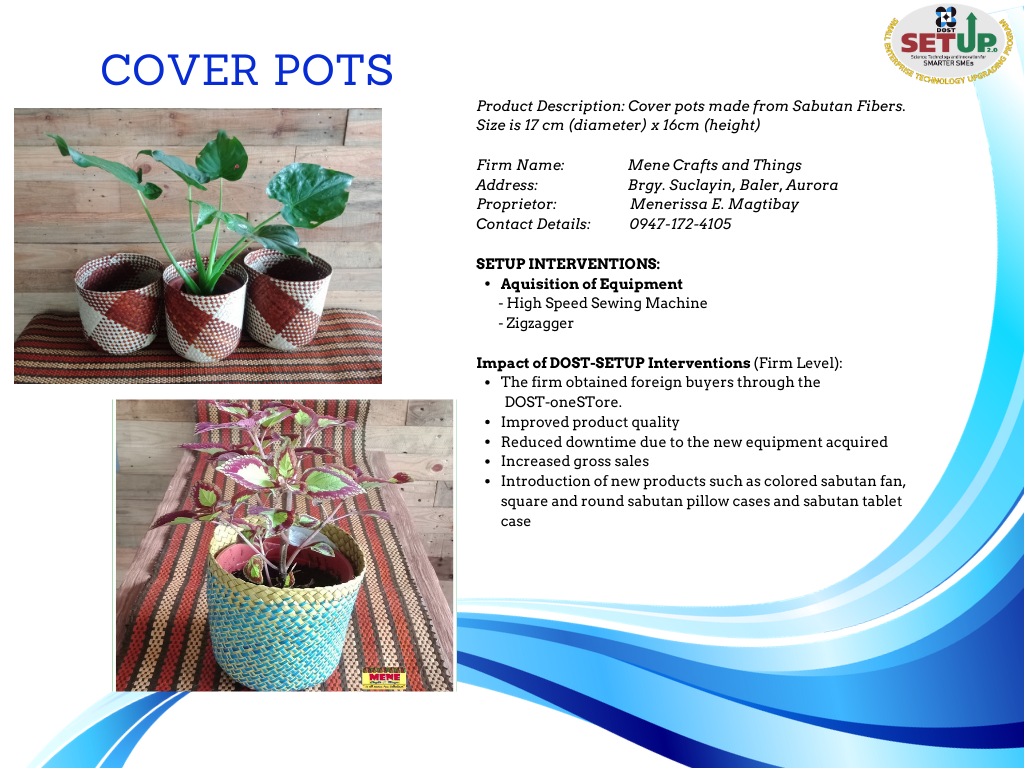 DOST
SETUP 2.0
Science Technology and Innovation for
SMARTER SMEs
SMALL ENTERPRISE TECHNOLOGY UPGRADING PROGRAM
COVER POTS
Product Description: Cover pots made from Sabutan Fibers.
Size is 17 cm (diameter) x 16cm (height)
Firm Name: Mene Crafts and Things
Address: Brgy. Suclayin, Baler, Aurora
Proprietor: Menerissa E. Magtibay
Contact Details: 0947-172-4105
SETUP INTERVENTIONS:
• Aquisition of Equipment
- High Speed Sewing Machine
- Zigzagger
Impact of DOST-SETUP Interventions (Firm Level):
• The firm obtained foreign buyers through the
DOST-oneSTore.
• Improved product quality
• Reduced downtime due to the new equipment acquired
• Increased gross sales
• Introduction of new products such as colored sabutan fan,
square and round sabutan pillow cases and sabutan tablet
case
MENE